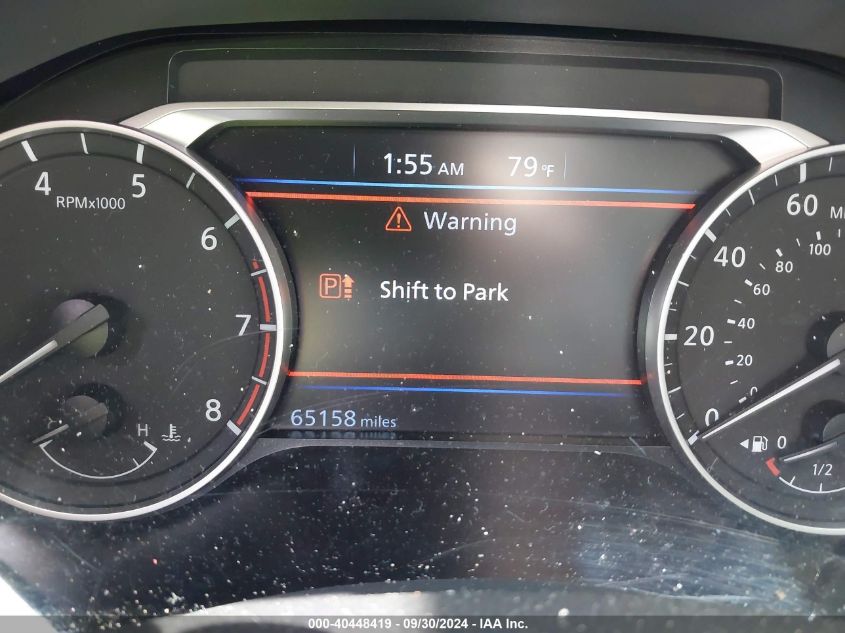 1:55 AM 79°F
Warning
P Shift to Park
65158 miles
4 5 6 7 8
RPMx1000
H
0 20 40 60
0 20 40 60 80 100
0 1/2
000-40448419 - 09/30/2024 - IAA Inc.